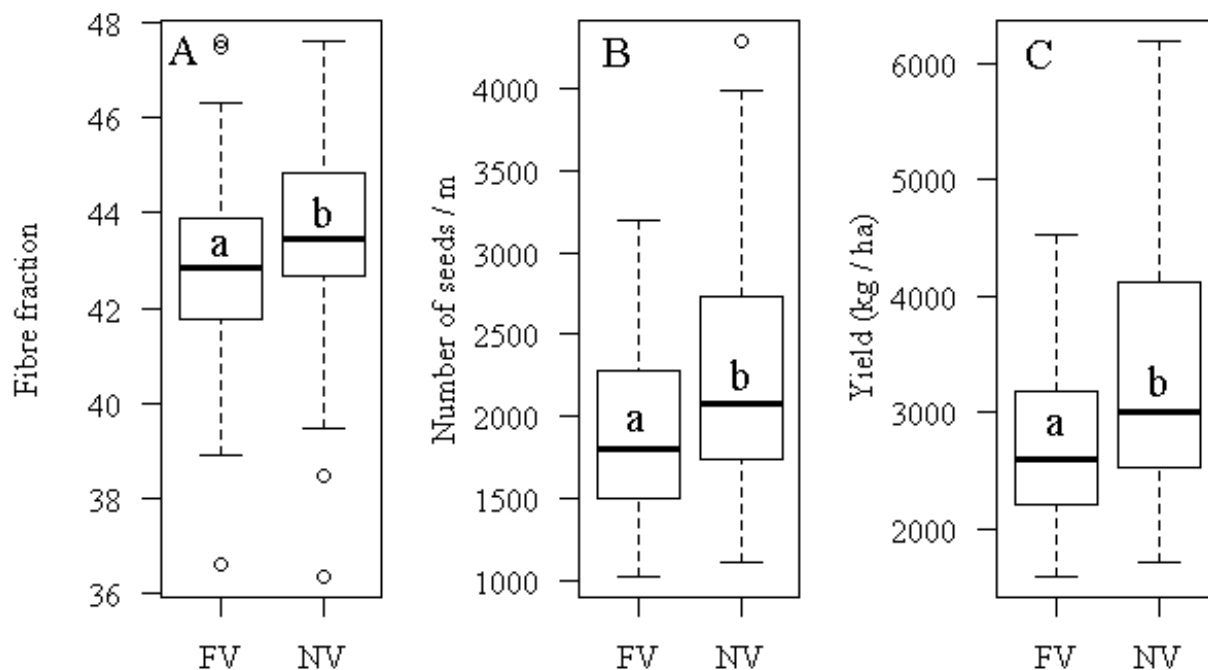 A
Fibre fraction
48
46
44
42
40
38
36
a
b
FV NV
B
Number of seeds / m
4000
3500
3000
2500
2000
1500
1000
a
b
FV NV
C
Yield (kg / ha)
6000
5000
4000
3000
2000
a
b
FV NV